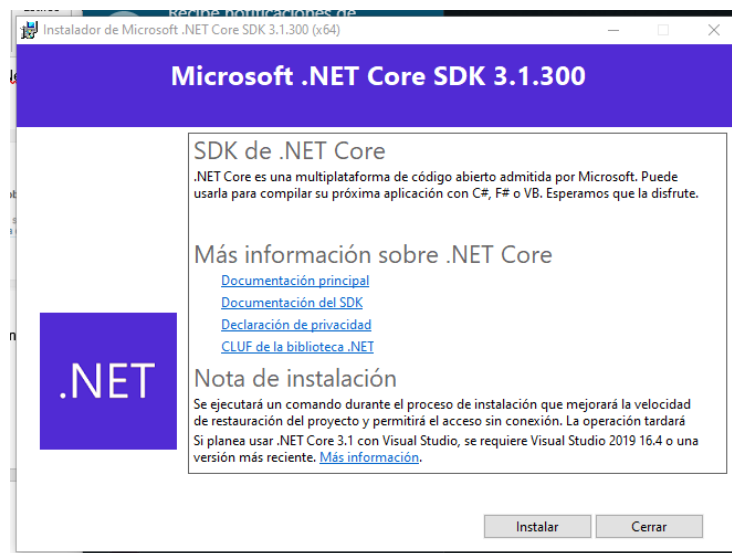 Recibe notificaciones de
Instalador de Microsoft .NET Core SDK 3.1.300 (x64)
Microsoft .NET Core SDK 3.1.300
SDK de .NET Core
.NET Core es una multiplataforma de código abierto admitida por Microsoft. Puede
usarla para compilar su próxima aplicación con C#, F# o VB. Esperamos que la disfrute.
Más información sobre .NET Core
Documentación principal
Documentación del SDK
Declaración de privacidad
CLUF de la biblioteca .NET
.NET
Nota de instalación
Se ejecutará un comando durante el proceso de instalación que mejorará la velocidad
de restauración del proyecto y permitirá el acceso sin conexión. La operación tardará
Si planea usar .NET Core 3.1 con Visual Studio, se requiere Visual Studio 2019 16.4 o una
versión más reciente. Más información.
Instalar
Cerrar